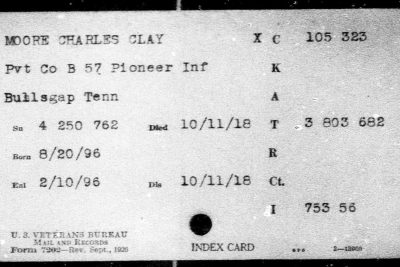 MOORE CHARLES CLAY X C 105 323
Pvt Co B 57 Pioneer Inf K
Bullsgap Tenn A
Sn 4 250 762 Died 10/11/18 T 3 803 682
Born 8/20/96 R
Enl 2/10/96 Dis 10/11/18 Ct.
I 753 56
U. S. VETERANS BUREAU
MAIL AND RECORDS
Form 7202—Rev. Sept., 1926 INDEX CARD